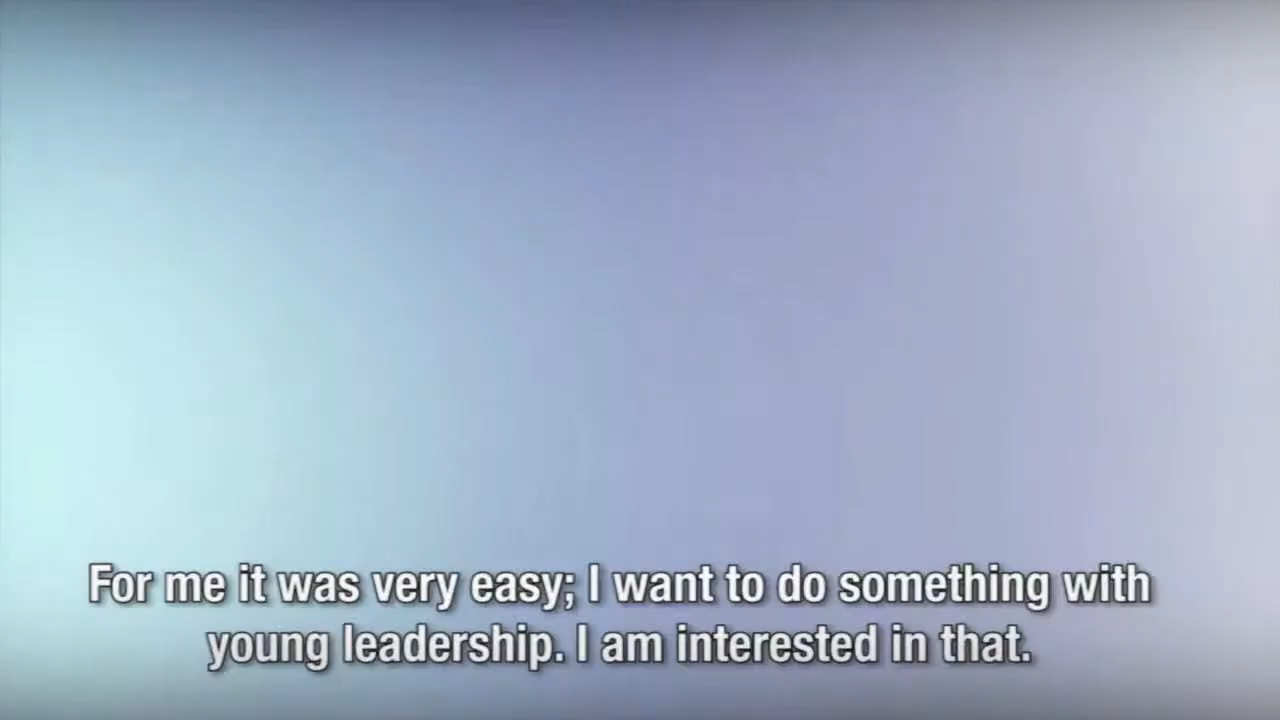 For me it was very easy; I want to do something with
young leadership. I am interested in that.